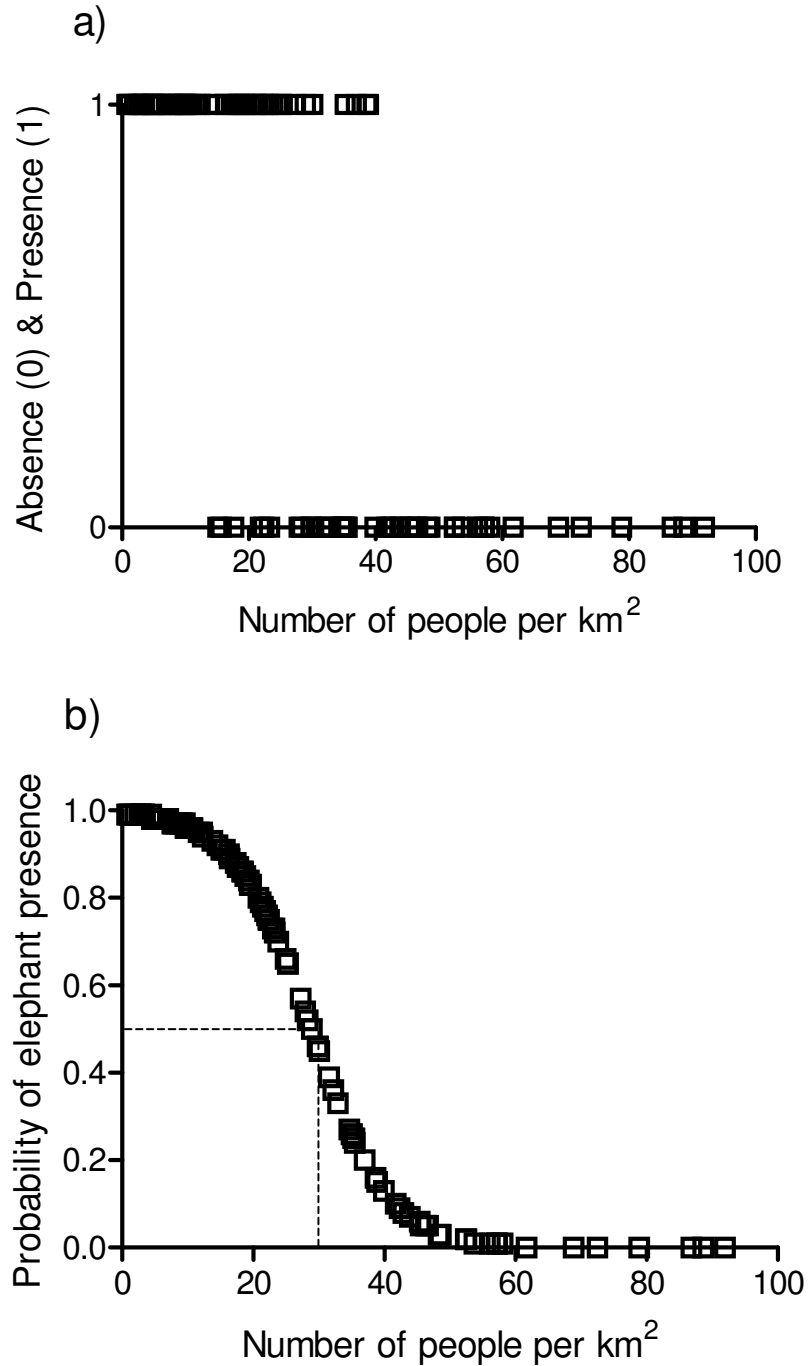 a)
Absence (0) & Presence (1)
1
0
0 20 40 60 80 100
Number of people per km²
b)
Probability of elephant presence
1.0
0.8
0.6
0.4
0.2
0.0
0 20 40 60 80 100
Number of people per km²